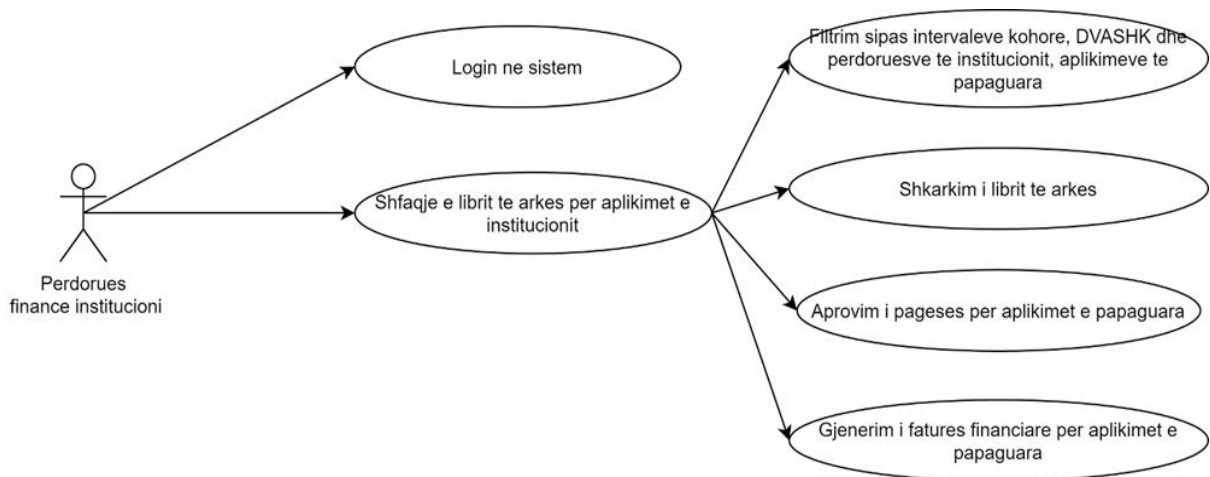 Login ne sistem
Filtrim sipas intervaleve kohore, DVASHK dhe
perdoruesve te institucionit, aplikimeve te
papaguara
Shfaqje e librit te arkes per aplikimet e
institucionit
Shkarkim i librit te arkes
Perdorues
finance institucioni
Aprovim i pageses per aplikimet e papaguara
Gjenerim i fatures financiare per aplikimet e
papaguara